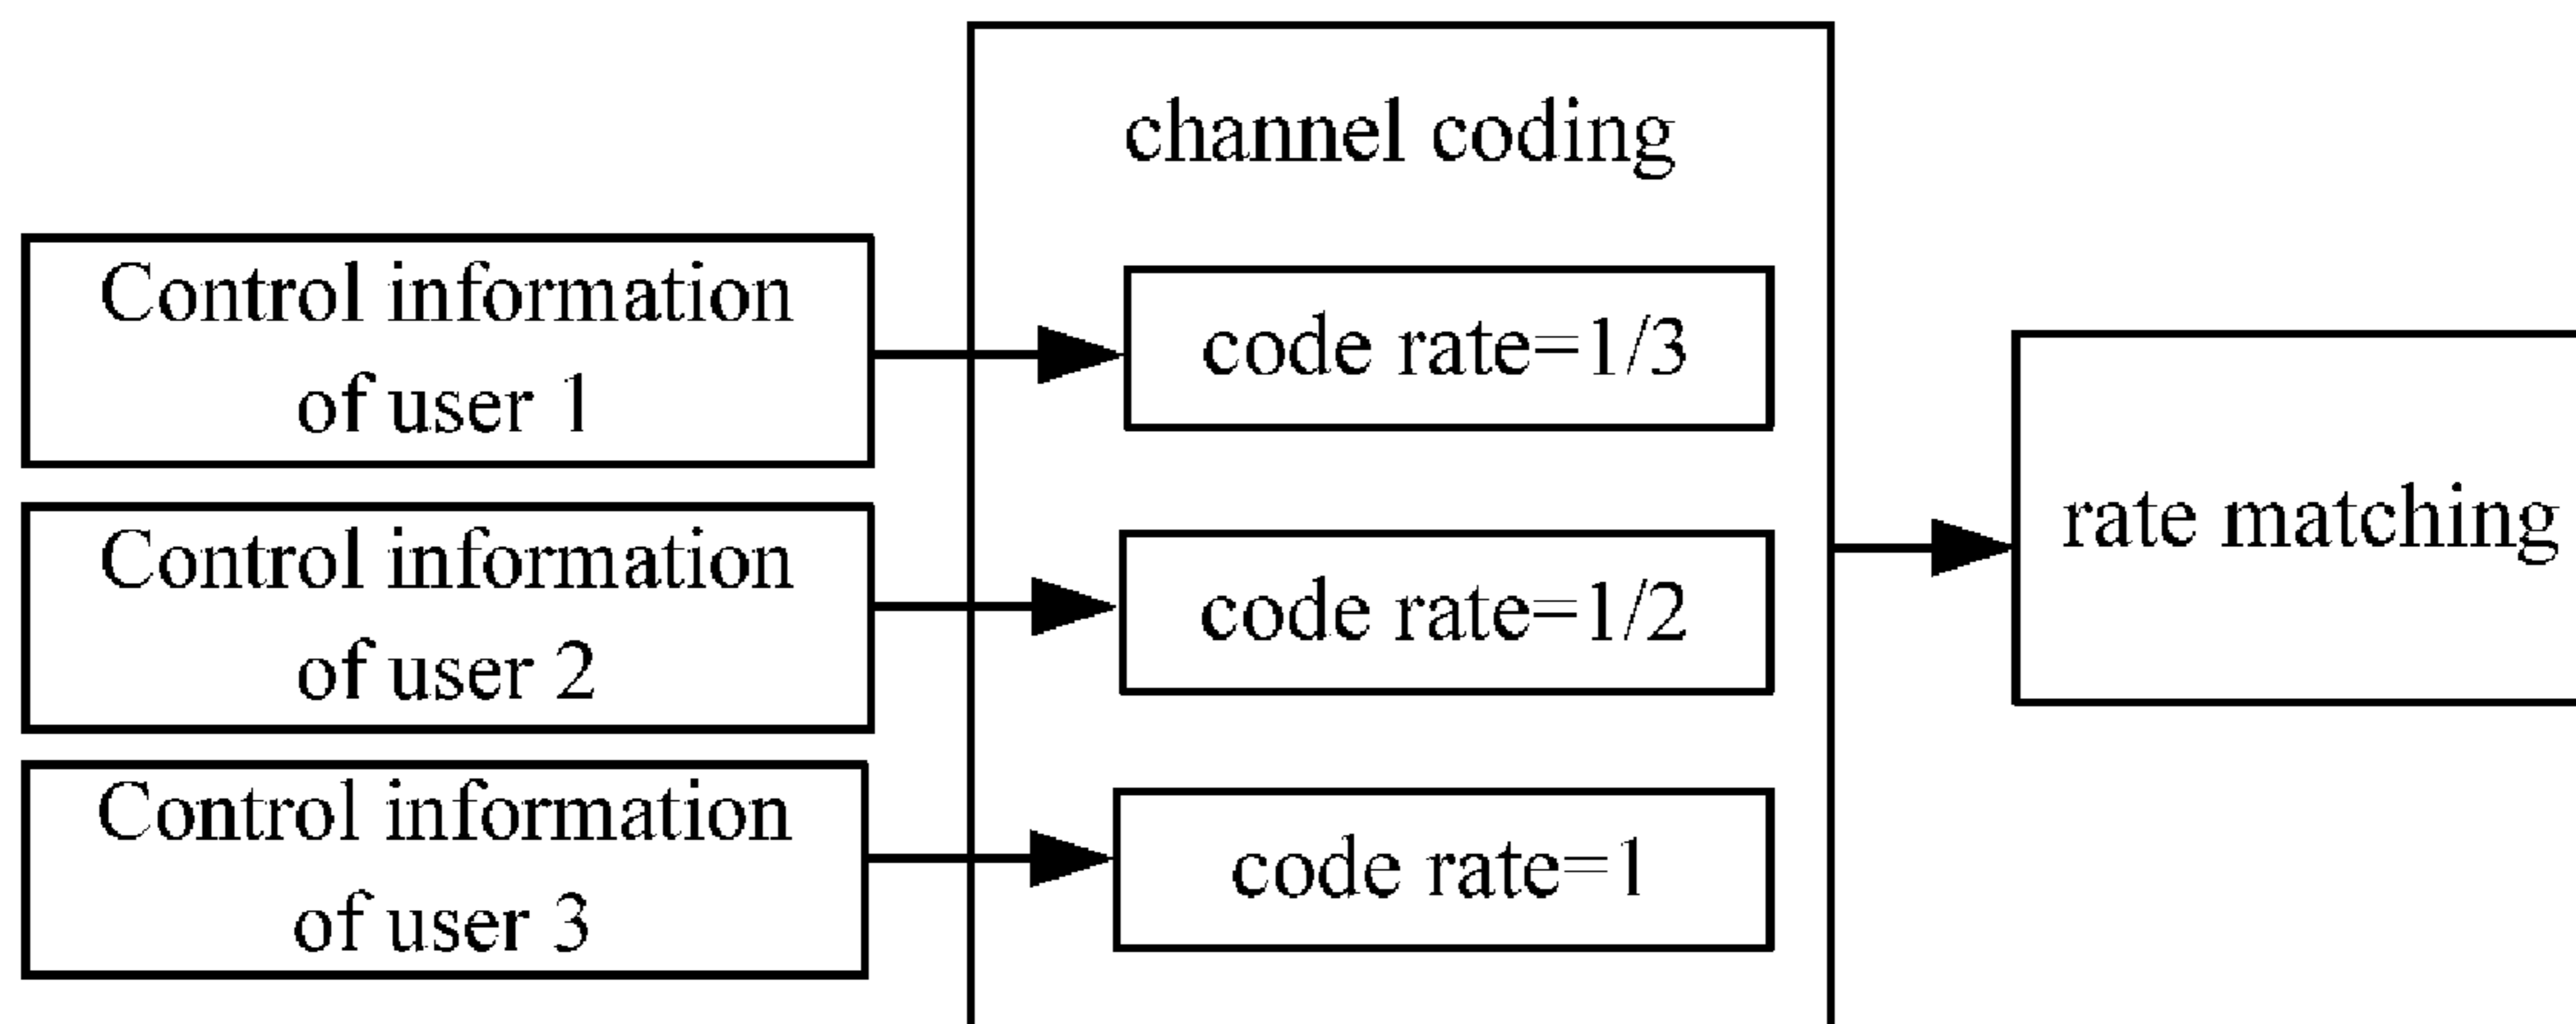 channel coding
Control information
of user 1
code rate=1/3
Control information
of user 2
code rate=1/2
rate matching
Control information
of user 3
code rate=1